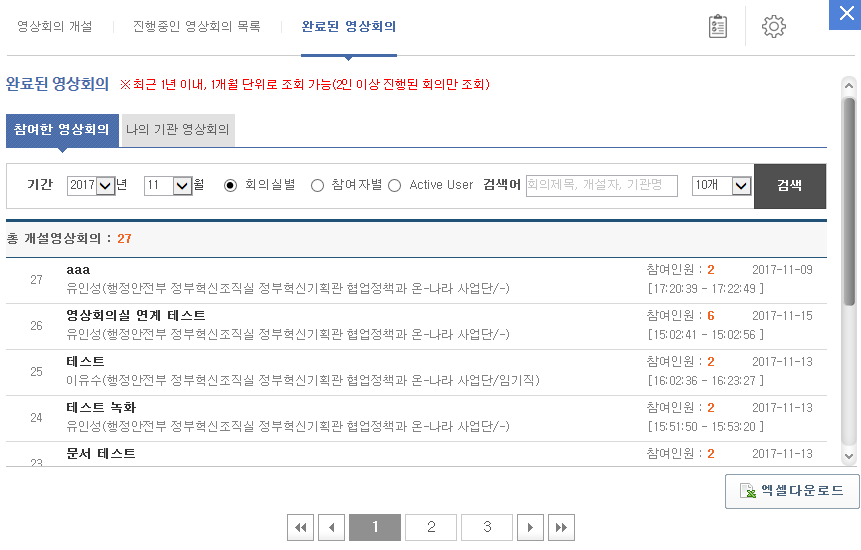 영상회의 개설 진행중인 영상회의 목록 완료된 영상회의
완료된 영상회의 ※ 최근 1년 이내, 1개월 단위로 조회 가능(2인 이상 진행된 회의만 조회)
참여한 영상회의 나의 기관 영상회의
기간 2017 년 11 월 회의실별 참여자별 Active User 검색어 회의제목, 개설자, 기관명 10개 검색
총 개설영상회의 : 27
27 aaa 참여인원 : 2 2017-11-09
유인성(행정안전부 정부혁신조직실 정부혁신기획관 협업정책과 온-나라 사업단/-) [17:20:39 - 17:22:49 ]
26 영상회의실 연계 테스트 참여인원 : 6 2017-11-15
유인성(행정안전부 정부혁신조직실 정부혁신기획관 협업정책과 온-나라 사업단/-) [15:02:41 - 15:02:56 ]
25 테스트 참여인원 : 2 2017-11-13
이유수(행정안전부 정부혁신조직실 정부혁신기획관 협업정책과 온-나라 사업단/임기직) [16:02:36 - 16:23:27 ]
24 테스트 녹화 참여인원 : 2 2017-11-13
유인성(행정안전부 정부혁신조직실 정부혁신기획관 협업정책과 온-나라 사업단/-) [15:51:50 - 15:53:20 ]
23 문서 테스트 참여인원 : 2 2017-11-13
엑셀다운로드
1 2 3